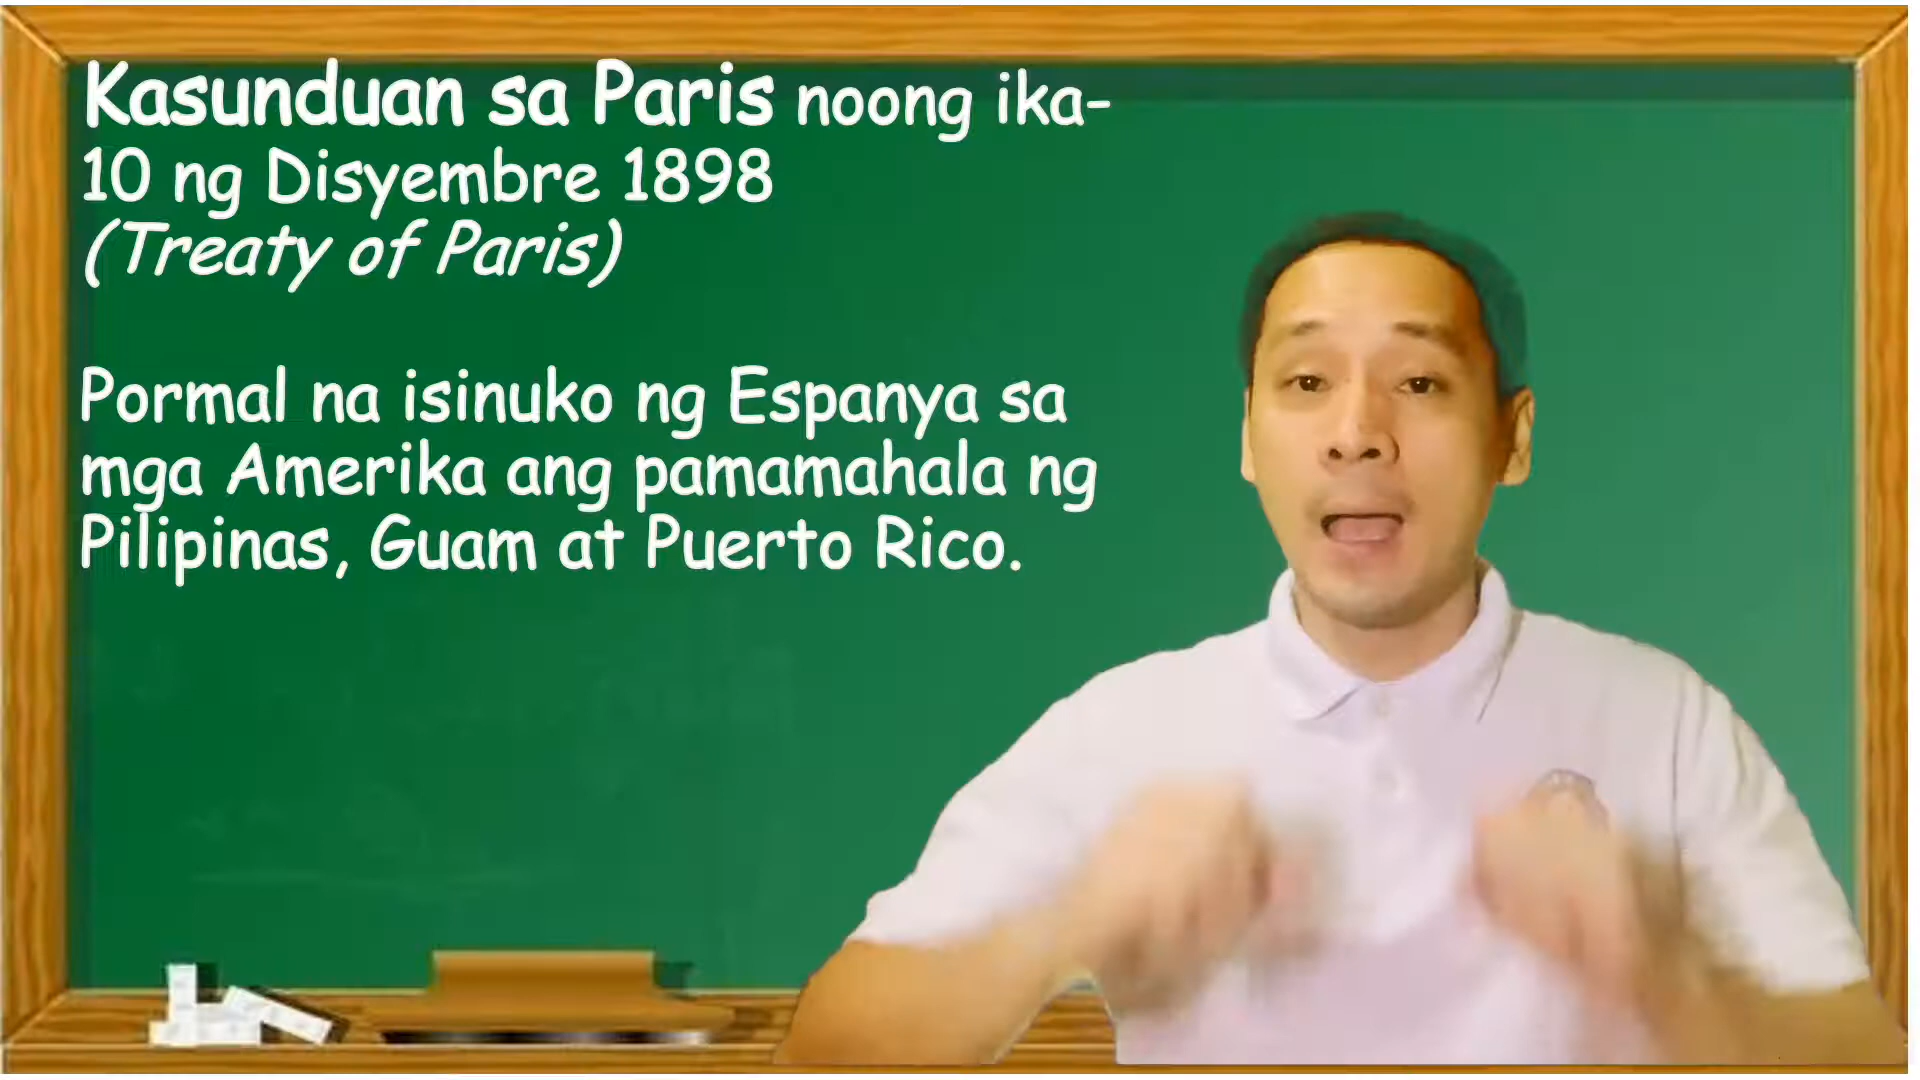 Kasunduan sa Paris noong ika-
10 ng Disyembre 1898
(Treaty of Paris)
Pormal na isinuko ng Espanya sa
mga Amerika ang pamamahala ng
Pilipinas, Guam at Puerto Rico.